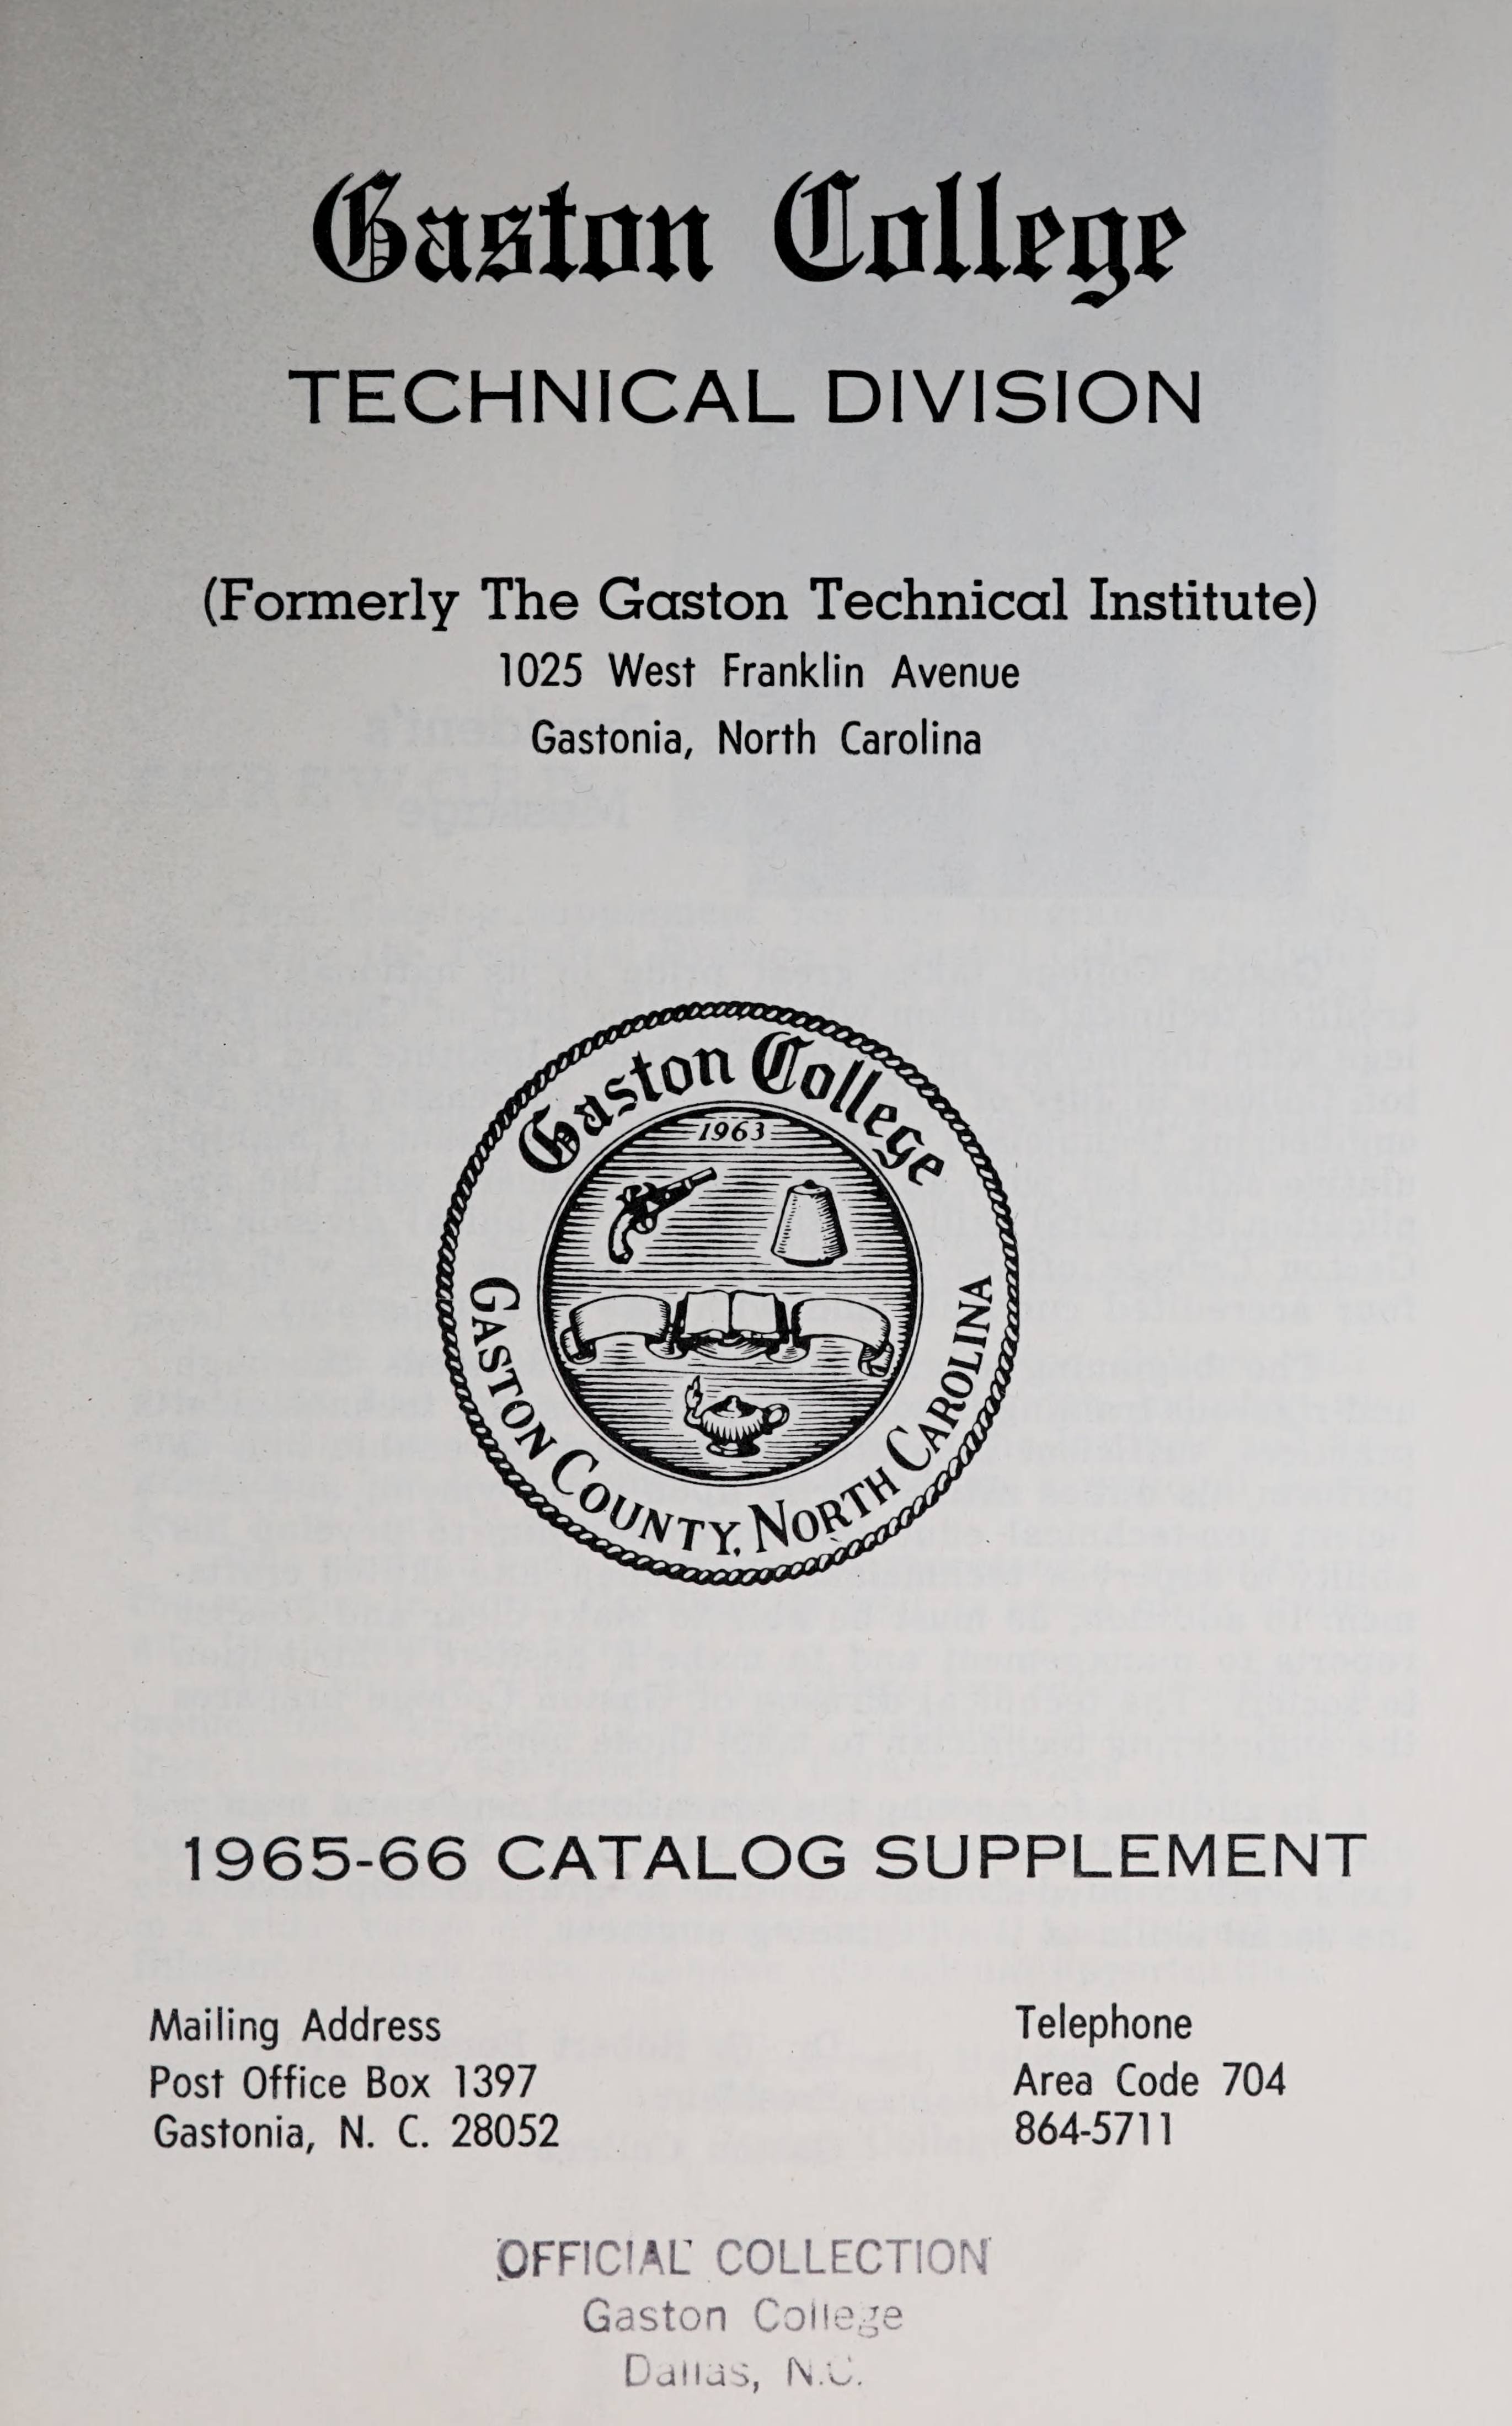 Gaston College
TECHNICAL DIVISION
(Formerly The Gaston Technical Institute)
1025 West Franklin Avenue
Gastonia, North Carolina
Gaston College
1963
GASTON COUNTY, NORTH CAROLINA
1965-66 CATALOG SUPPLEMENT
Mailing Address
Post Office Box 1397
Gastonia, N. C. 28052
Telephone
Area Code 704
864-5711
OFFICIAL COLLECTION
Gaston College
Dallas, N.C.